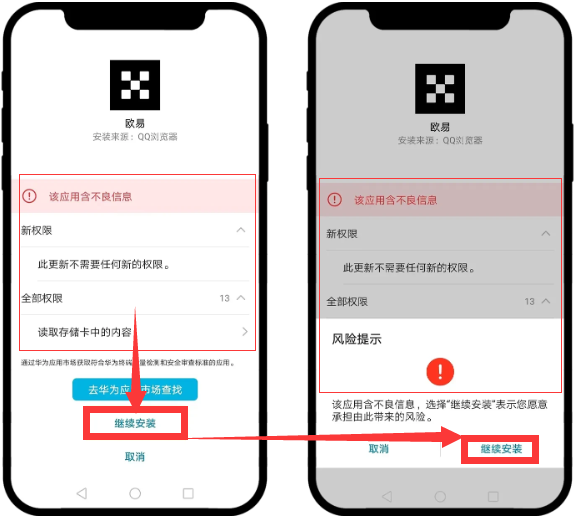 欧易
安装来源：QQ浏览器
该应用含不良信息
新权限
此更新不需要任何新的权限。
全部权限 13
读取存储卡中的内容
通过华为应用市场获取符合华为终端质量检测和安全审查标准的应用。
去华为应用市场查找
继续安装
取消
欧易
安装来源：QQ浏览器
该应用含不良信息
新权限
此更新不需要任何新的权限。
全部权限 13
风险提示
该应用含不良信息，选择“继续安装”表示您愿意
承担由此带来的风险。
取消 继续安装